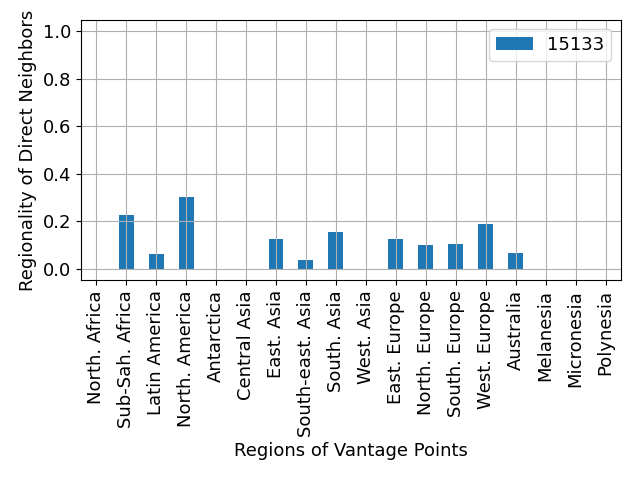 15133
Regionality of Direct Neighbors
1.0
0.8
0.6
0.4
0.2
0.0
North. Africa
Sub-Sah. Africa
Latin America
North. America
Antarctica
Central Asia
East. Asia
South-east. Asia
South. Asia
West. Asia
East. Europe
North. Europe
South. Europe
West. Europe
Australia
Melanesia
Micronesia
Polynesia
Regions of Vantage Points